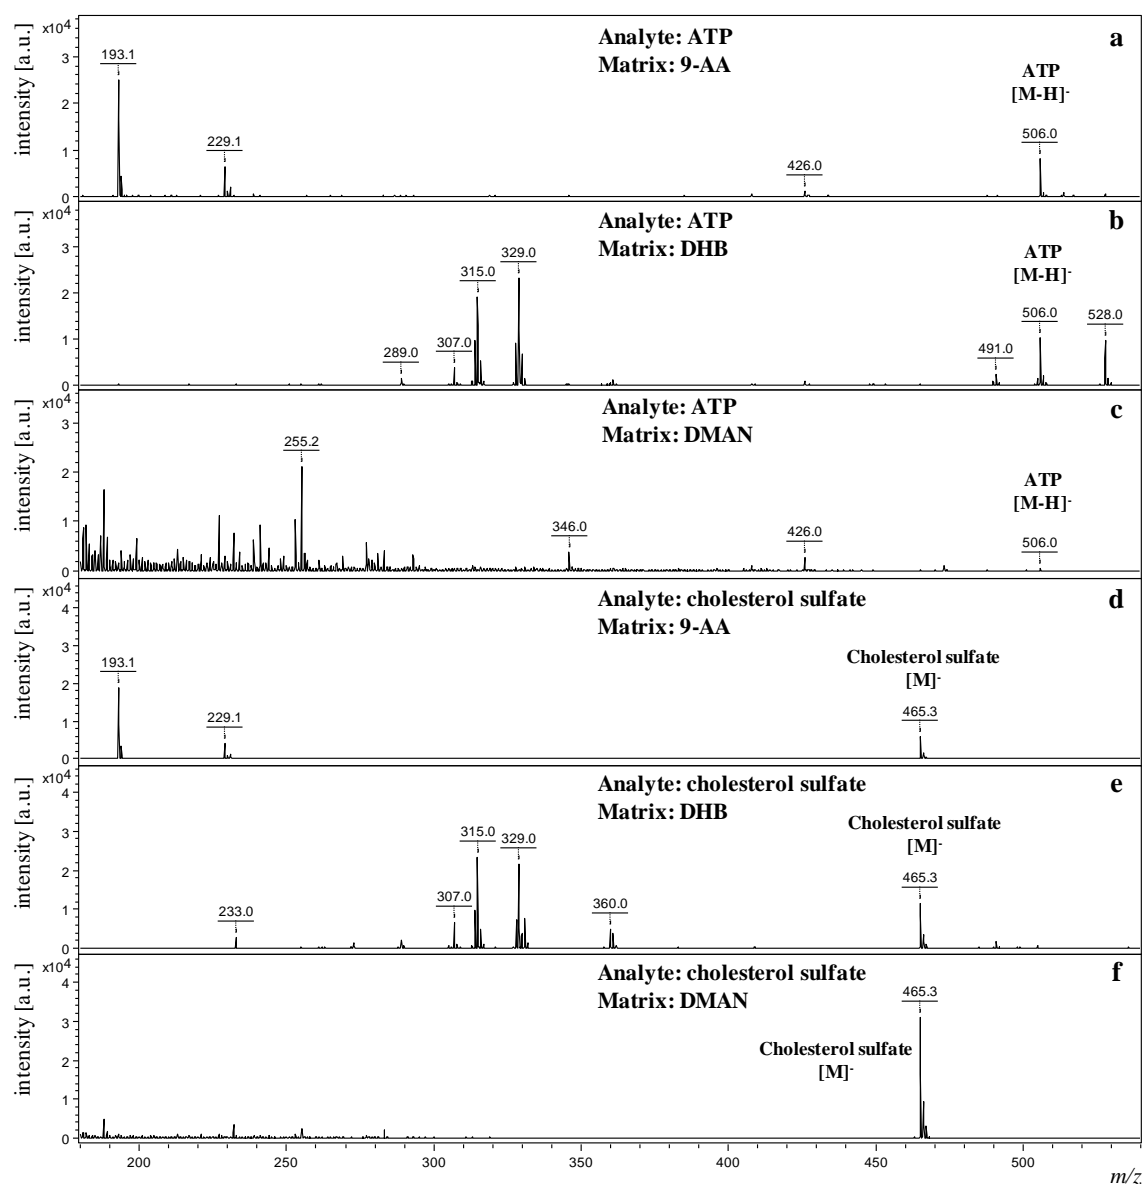 x10⁴
193.1
Analyte: ATP
a
Matrix: 9-AA
ATP
[M-H]⁻
3
2
1
0
229.1
426.0
506.0
intensity [a.u.]
x10⁴
Analyte: ATP
b
Matrix: DHB
ATP
[M-H]⁻
3
2
1
0
289.0
307.0
315.0
329.0
491.0
506.0
528.0
intensity [a.u.]
x10⁴
Analyte: ATP
c
Matrix: DMAN
ATP
[M-H]⁻
3
2
1
0
255.2
346.0
426.0
506.0
intensity [a.u.]
x10⁴
Analyte: cholesterol sulfate
d
Matrix: 9-AA
Cholesterol sulfate
[M]⁻
4
3
2
1
0
193.1
229.1
465.3
intensity [a.u.]
x10⁴
Analyte: cholesterol sulfate
e
Matrix: DHB
Cholesterol sulfate
[M]⁻
4
3
2
1
0
233.0
307.0
315.0
329.0
360.0
465.3
intensity [a.u.]
x10⁴
Analyte: cholesterol sulfate
f
Matrix: DMAN
465.3
Cholesterol sulfate
[M]⁻
4
3
2
1
0
intensity [a.u.]
200
250
300
350
400
450
500
m/z